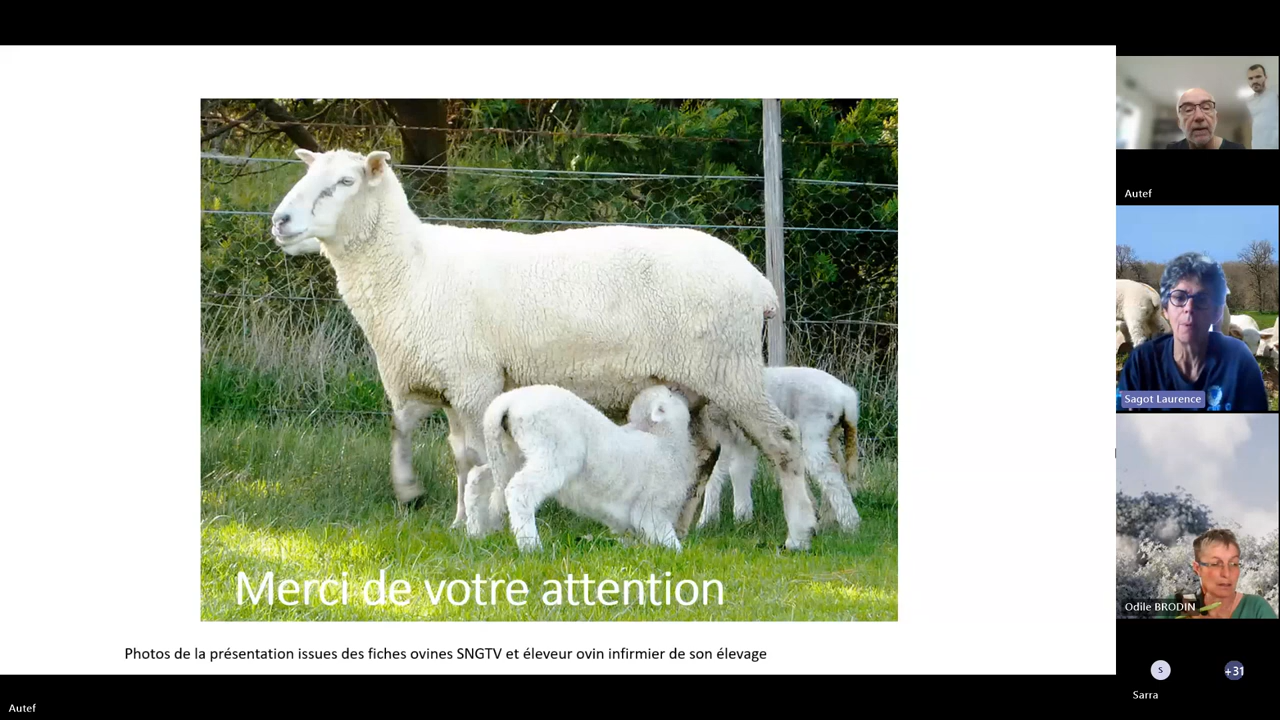 Merci de votre attention
Photos de la présentation issues des fiches ovines SNGTV et éleveur ovin infirmier de son élevage
Autef
Sagot Laurence
Odile BRODIN
S
+31
Sarra
Autef